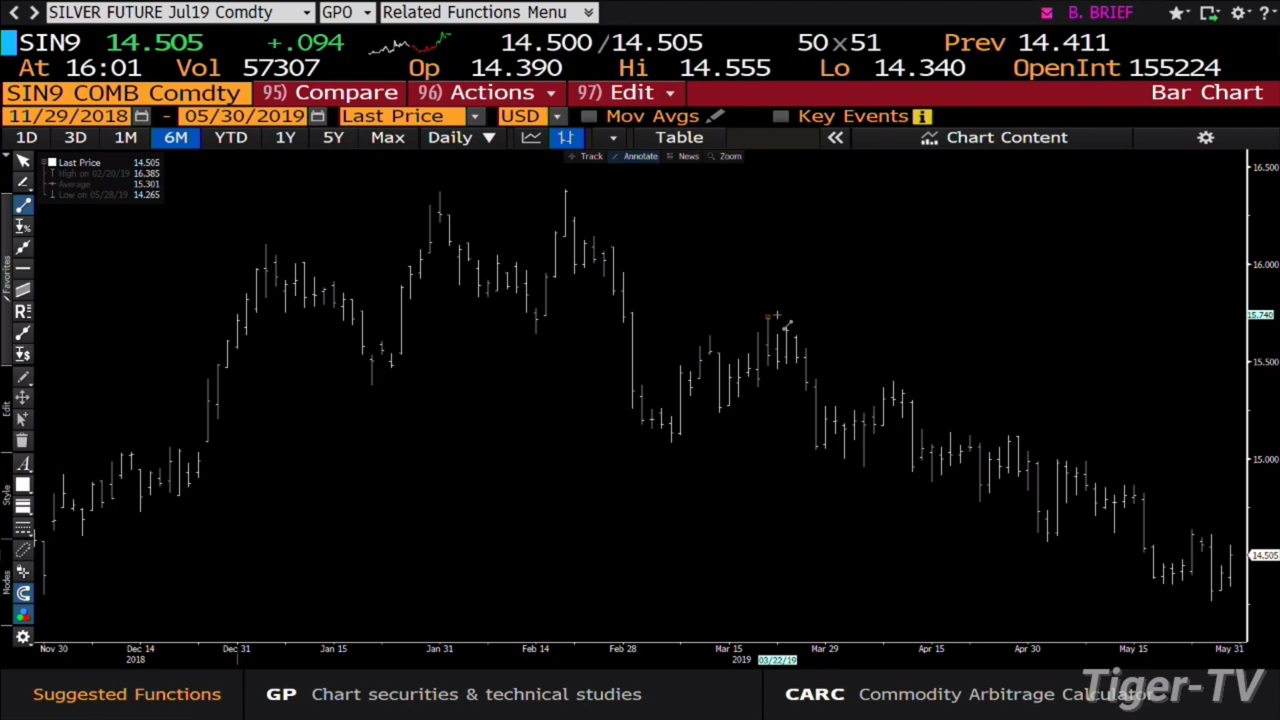 SILVER FUTURE Jul19 Comdty GPO Related Functions Menu B. BRIEF ?
SIN9 14.505 +.094 14.500/14.505 50x51 Prev 14.411
At 16:01 Vol 57307 Op 14.390 Hi 14.555 Lo 14.340 OpenInt 155224
SIN9 COMB Comdty 95) Compare 96) Actions 97) Edit Bar Chart
11/29/2018 - 05/30/2019 Last Price USD Mov Avgs Key Events i
1D 3D 1M 6M YTD 1Y 5Y Max Daily ▼ Table « Chart Content
Track Annotate News Zoom
Last Price 14.505
High on 02/20/19 16.385
Average 15.301
Low on 05/28/19 14.265
Favorites
Edit
Style
Modes
16.500
16.000
15.740
15.500
15.000
14.505
Nov 30 Dec 14 Dec 31 Jan 15 Jan 31 Feb 14 Feb 28 Mar 15 Mar 29 Apr 15 Apr 30 May 15 May 31
2018 2019 03/22/19
Suggested Functions GP Chart securities & technical studies CARC Commodity Arbitrage Calculator
Tiger-TV